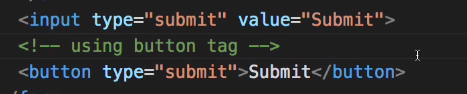 <input type="submit" value="Submit">
<!-- using button tag -->
<button type="submit">Submit</button>